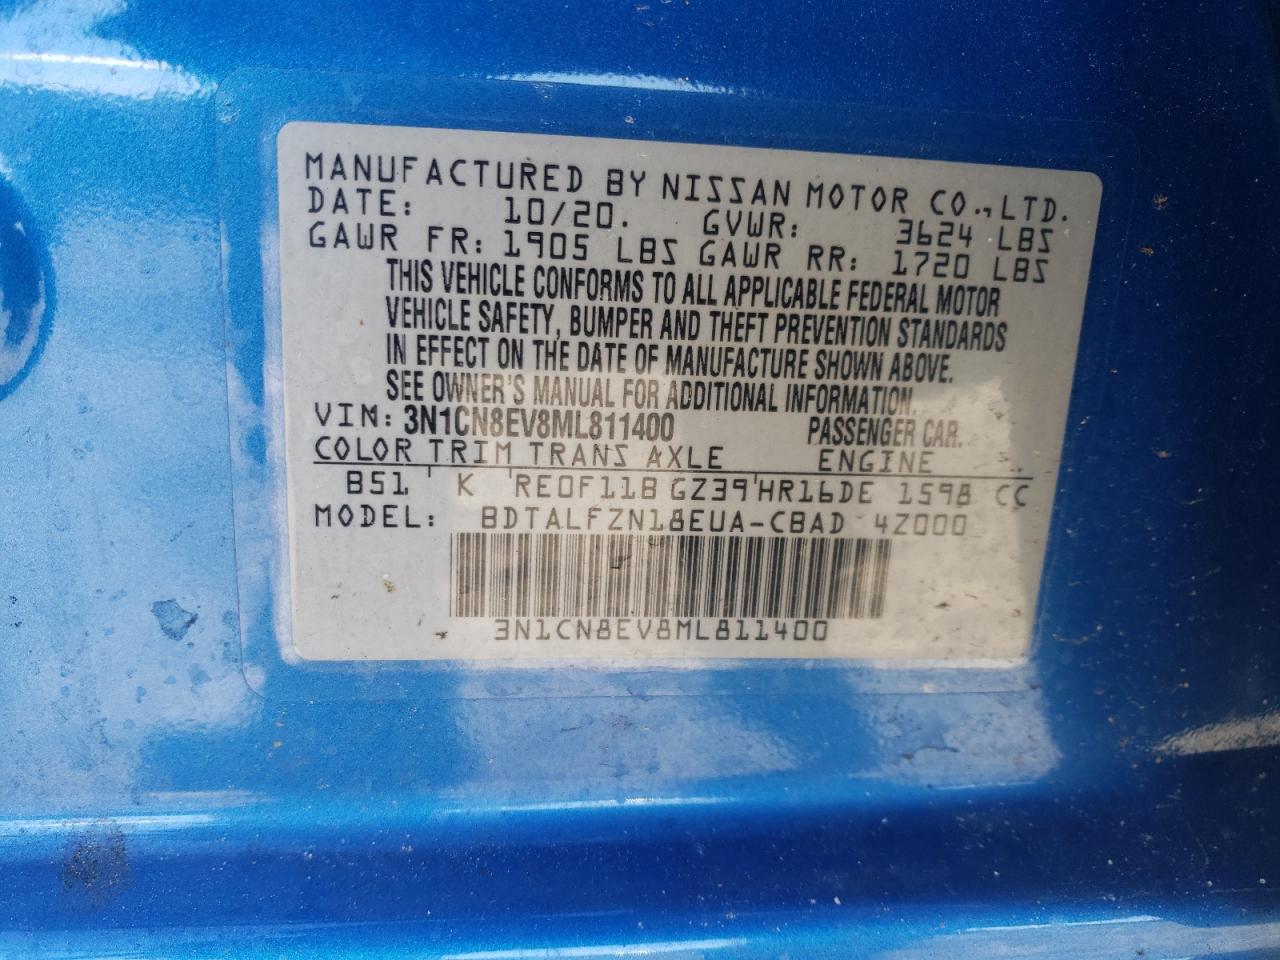 MANUFACTURED BY NISSAN MOTOR CO., LTD.
DATE: 10/20. GVWR: 3624 LBS
GAWR FR: 1905 LBS GAWR RR: 1720 LBS
THIS VEHICLE CONFORMS TO ALL APPLICABLE FEDERAL MOTOR
VEHICLE SAFETY, BUMPER AND THEFT PREVENTION STANDARDS
IN EFFECT ON THE DATE OF MANUFACTURE SHOWN ABOVE.
SEE OWNER'S MANUAL FOR ADDITIONAL INFORMATION.
VIN: 3N1CN8EV8ML811400 PASSENGER CAR.
COLOR TRIM TRANS AXLE ENGINE
B51 K RE0F11B GZ39 HR16DE 1598 CC
MODEL: BDTALFZN18EUA-CBAD 4Z000
3N1CN8EV8ML811400